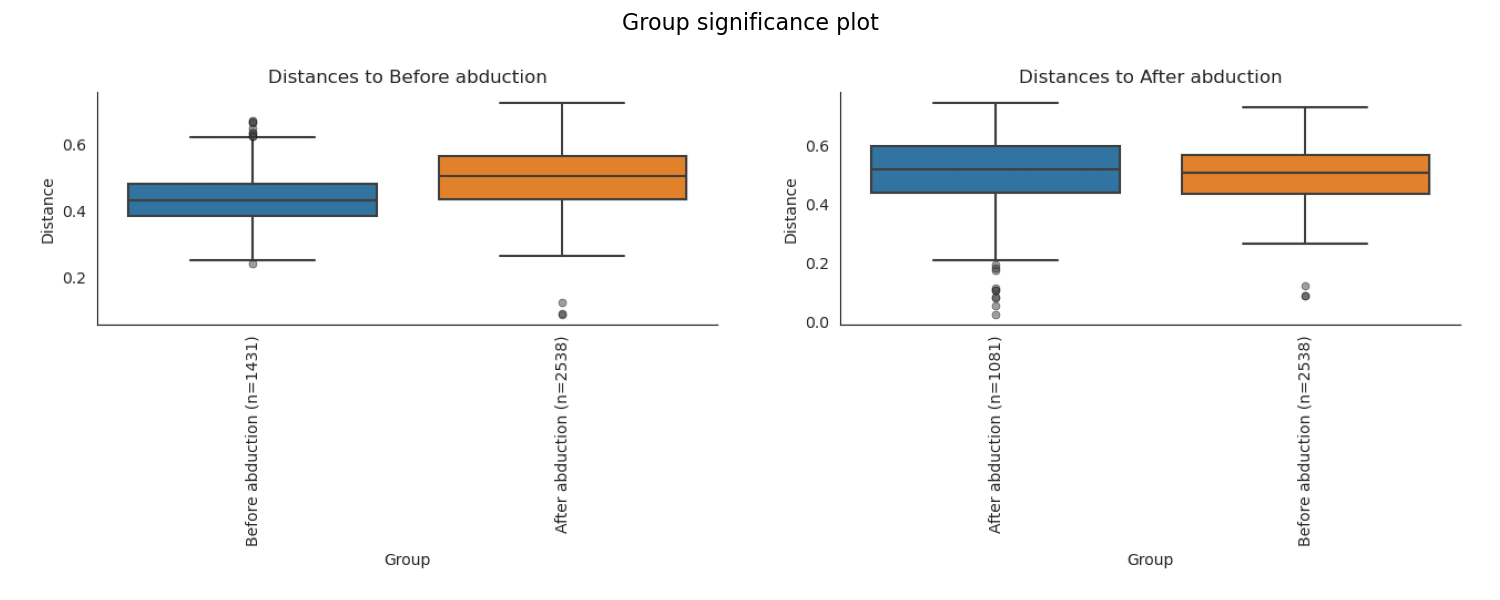 Group significance plot
Distances to Before abduction
Distance
0.6
0.4
0.2
Before abduction (n=1431)
After abduction (n=2538)
Group
Distances to After abduction
Distance
0.6
0.4
0.2
0.0
After abduction (n=1081)
Before abduction (n=2538)
Group